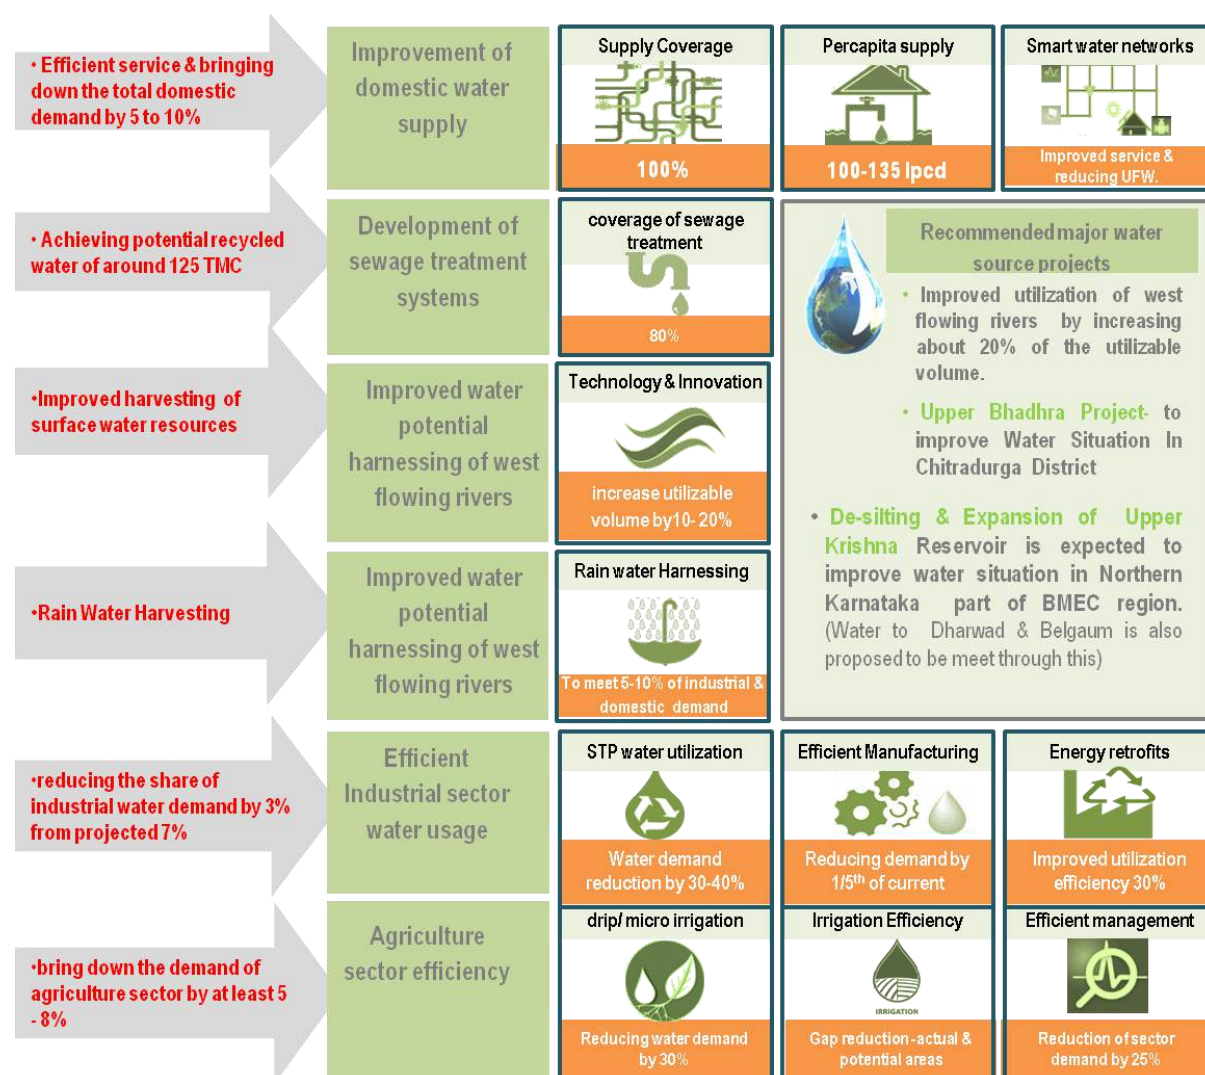 • Efficient service & bringing
down the total domestic
demand by 5 to 10%
Improvement of
domestic water
supply
Supply Coverage
100%
Percapita supply
100-135 lpcd
Smart water networks
Improved service &
reducing UFW.
• Achieving potential recycled
water of around 125 TMC
Development of
sewage treatment
systems
coverage of sewage
treatment
80%
Recommended major water
source projects
• Improved utilization of west
flowing rivers by increasing
about 20% of the utilizable
volume.
• Upper Bhadhra Project- to
improve Water Situation In
Chitradurga District
• De-silting & Expansion of Upper
Krishna Reservoir is expected to
improve water situation in Northern
Karnataka part of BMEC region.
(Water to Dharwad & Belgaum is also
proposed to be meet through this)
•Improved harvesting of
surface water resources
Improved water
potential
harnessing of west
flowing rivers
Technology & Innovation
increase utilizable
volume by10- 20%
•Rain Water Harvesting
Improved water
potential
harnessing of west
flowing rivers
Rain water Harnessing
To meet 5-10% of industrial &
domestic demand
•reducing the share of
industrial water demand by 3%
from projected 7%
Efficient
Industrial sector
water usage
STP water utilization
Water demand
reduction by 30-40%
Efficient Manufacturing
Reducing demand by
1/5th of current
Energy retrofits
Improved utilization
efficiency 30%
•bring down the demand of
agriculture sector by at least 5
- 8%
Agriculture
sector efficiency
drip/ micro irrigation
Reducing water demand
by 30%
Irrigation Efficiency
IRRIGATION
Gap reduction -actual &
potential areas
Efficient management
Reduction of sector
demand by 25%